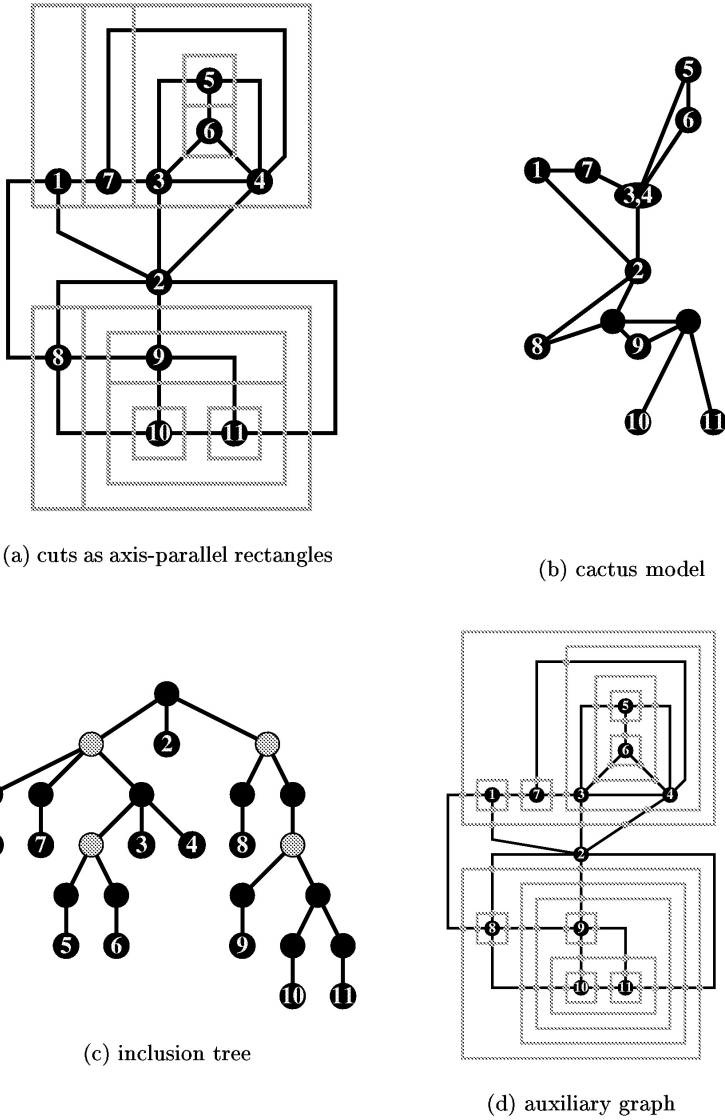 5
6
1 7 3 4
2
8 9
10 11
(a) cuts as axis-parallel rectangles
5
6
1 7
3,4
2
8 9
10 11
(b) cactus model
2
7 3 4 8
5 6 9
10 11
(c) inclusion tree
5
6
1 7 3 4
2
8 9
10 11
(d) auxiliary graph